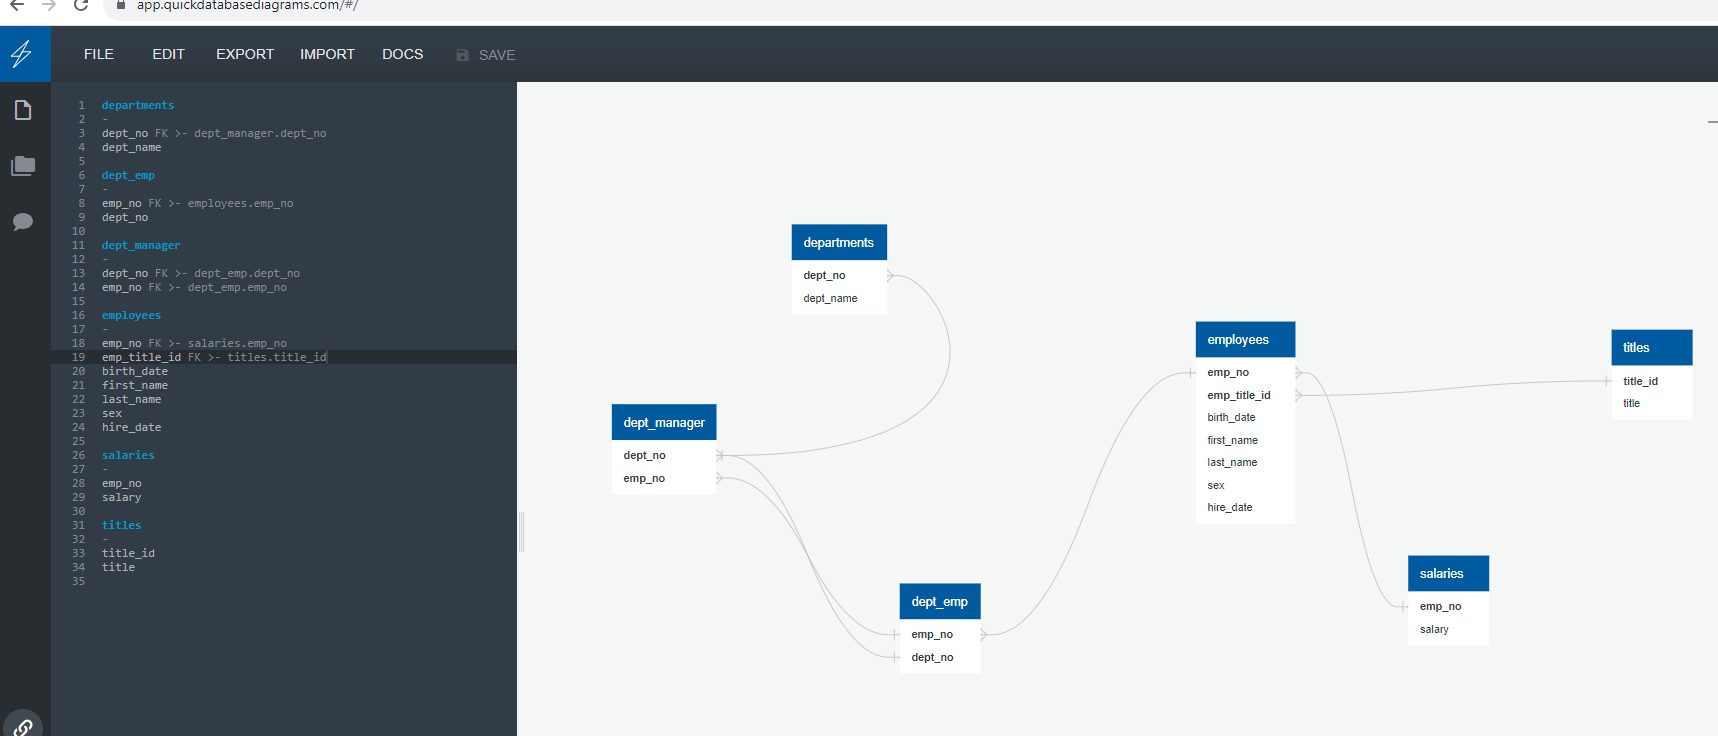 app.quickdatabasediagrams.com/#/
FILE EDIT EXPORT IMPORT DOCS SAVE
1 departments
2 -
3 dept_no FK >- dept_manager.dept_no
4 dept_name
5
6 dept_emp
7 -
8 emp_no FK >- employees.emp_no
9 dept_no
10
11 dept_manager
12 -
13 dept_no FK >- dept_emp.dept_no
14 emp_no FK >- dept_emp.emp_no
15
16 employees
17 -
18 emp_no FK >- salaries.emp_no
19 emp_title_id FK >- titles.title_id
20 birth_date
21 first_name
22 last_name
23 sex
24 hire_date
25
26 salaries
27 -
28 emp_no
29 salary
30
31 titles
32 -
33 title_id
34 title
35
departments
dept_no
dept_name
dept_manager
dept_no
emp_no
dept_emp
emp_no
dept_no
employees
emp_no
emp_title_id
birth_date
first_name
last_name
sex
hire_date
titles
title_id
title
salaries
emp_no
salary